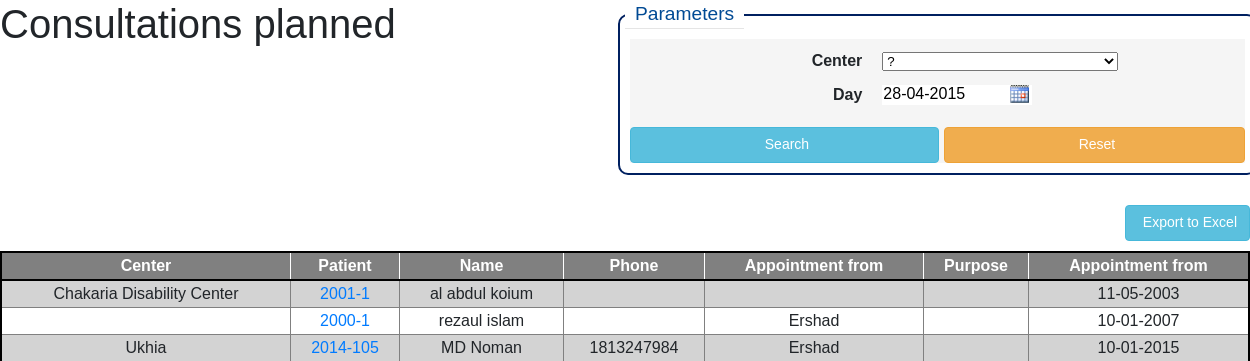 Consultations planned
Parameters
Center ?
Day 28-04-2015
Search Reset
Export to Excel
Center Patient Name Phone Appointment from Purpose Appointment from
Chakaria Disability Center 2001-1 al abdul koium 11-05-2003
2000-1 rezaul islam Ershad 10-01-2007
Ukhia 2014-105 MD Noman 1813247984 Ershad 10-01-2015